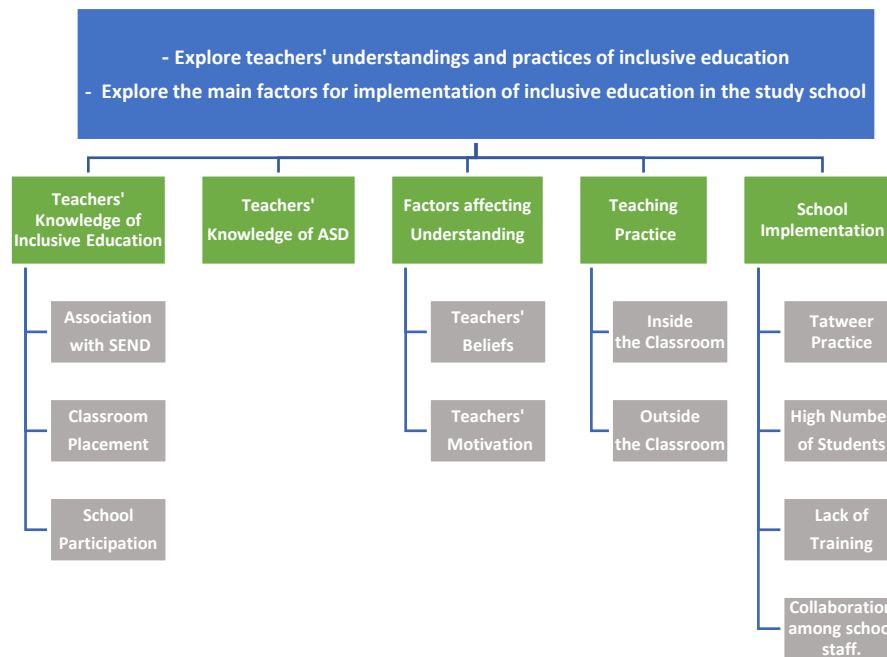 - Explore teachers' understandings and practices of inclusive education
- Explore the main factors for implementation of inclusive education in the study school
Teachers'
Knowledge of
Inclusive Education
Teachers'
Knowledge of ASD
Factors affecting
Understanding
Teaching
Practice
School
Implementation
Association
with SEND
Classroom
Placement
School
Participation
Teachers'
Beliefs
Teachers'
Motivation
Inside
the Classroom
Outside
the Classroom
Tatweer
Practice
High Number
of Students
Lack of
Training
Collaboration
among school
staff.